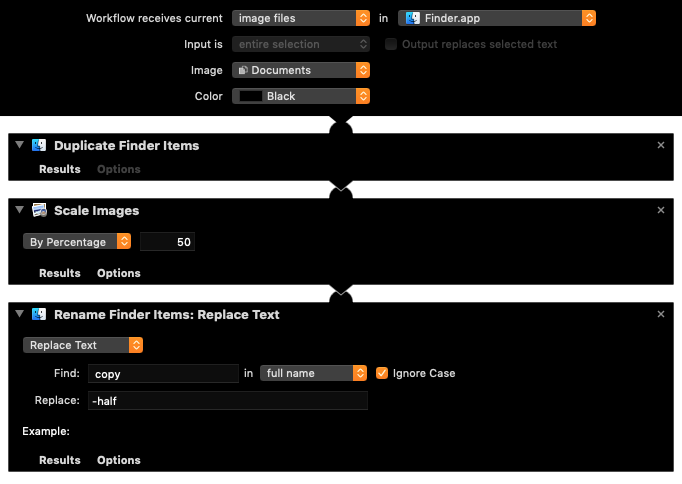 Workflow receives current image files in Finder.app
Input is entire selection Output replaces selected text
Image Documents
Color Black
Duplicate Finder Items
Results Options
Scale Images
By Percentage 50
Results Options
Rename Finder Items: Replace Text
Replace Text
Find: copy in full name Ignore Case
Replace: -half
Example:
Results Options